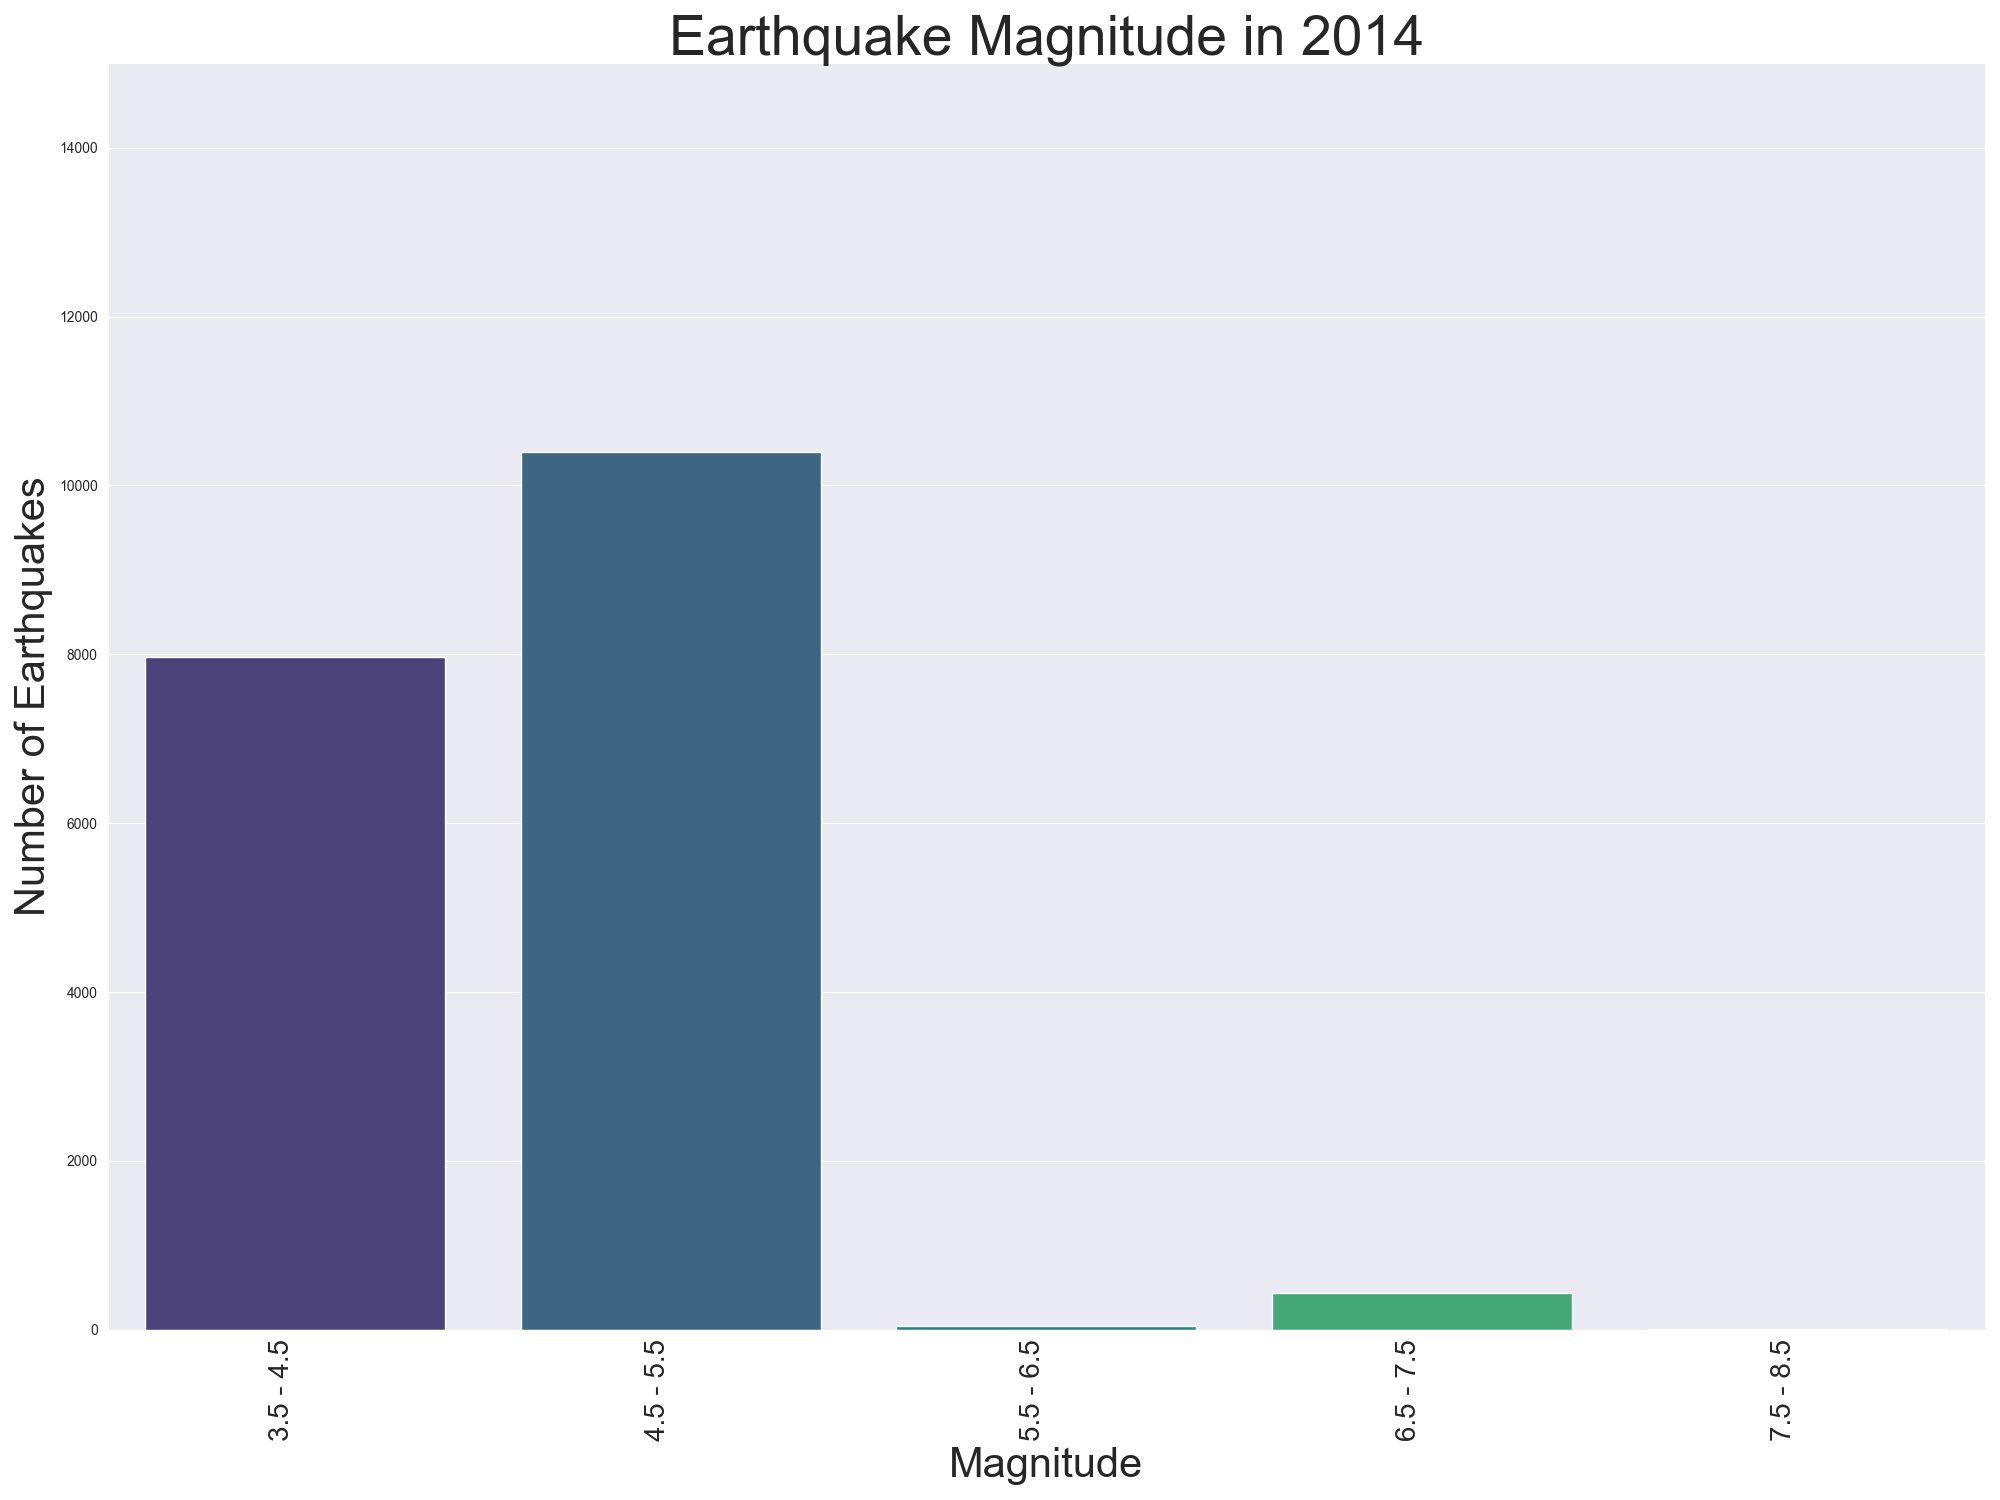 Earthquake Magnitude in 2014
Number of Earthquakes
14000
12000
10000
8000
6000
4000
2000
0
3.5 - 4.5
4.5 - 5.5
5.5 - 6.5
6.5 - 7.5
7.5 - 8.5
Magnitude